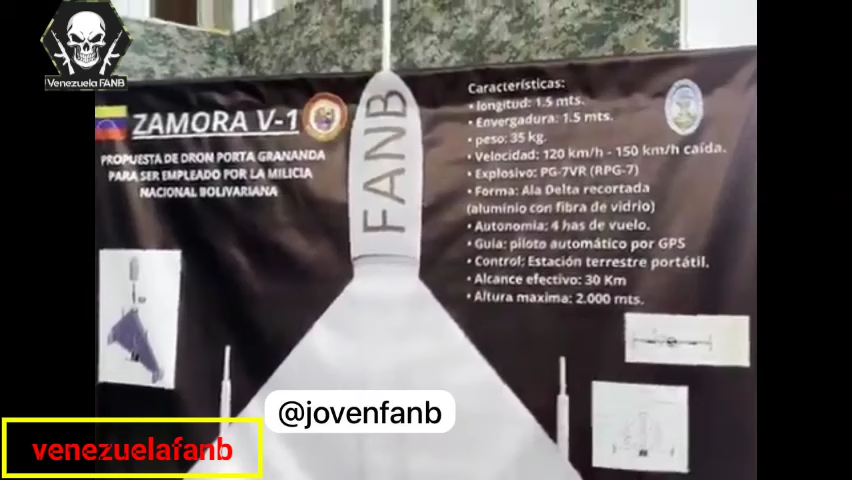 Venezuela FANB
ZAMORA V-1
PROPUESTA DE DRON PORTA GRANANDA
PARA SER EMPLEADO POR LA MILICIA
NACIONAL BOLIVARIANA
FANB
Características:
• longitud: 1.5 mts.
• Envergadura: 1.5 mts.
• peso: 35 kg.
• Velocidad: 120 km/h - 150 km/h caída.
• Explosivo: PG-7VR (RPG-7)
• Forma: Ala Delta recortada
(aluminio con fibra de vidrio)
• Autonomia: 4 has de vuelo.
• Guia: piloto automático por GPS
• Control: Estación terrestre portátil.
• Alcance efectivo: 30 Km
• Altura maxima: 2.000 mts.
@jovenfanb
venezuelafanb